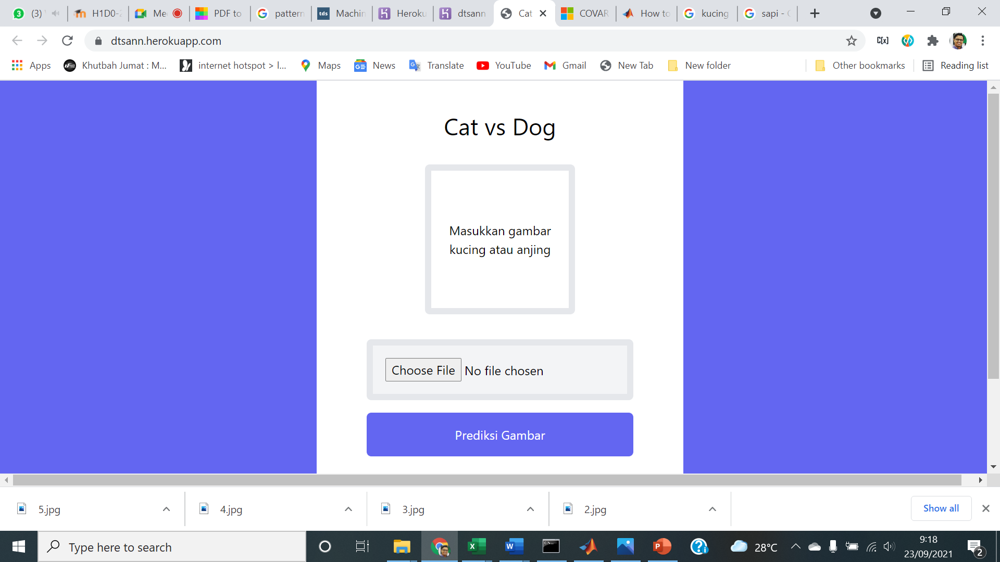 3 (3) H1D0-2 Me PDF to pattern tds Machin Heroku dtsann Cat COVAR How to kucing sapi - G
dtsann.herokuapp.com C[x]
Apps Khutbah Jumat : M... internet hotspot > I... Maps News Translate YouTube Gmail New Tab New folder Other bookmarks Reading list
Cat vs Dog
Masukkan gambar
kucing atau anjing
Choose File No file chosen
Prediksi Gambar
5.jpg 4.jpg 3.jpg 2.jpg Show all
Type here to search 28°C 9:18
23/09/2021 2